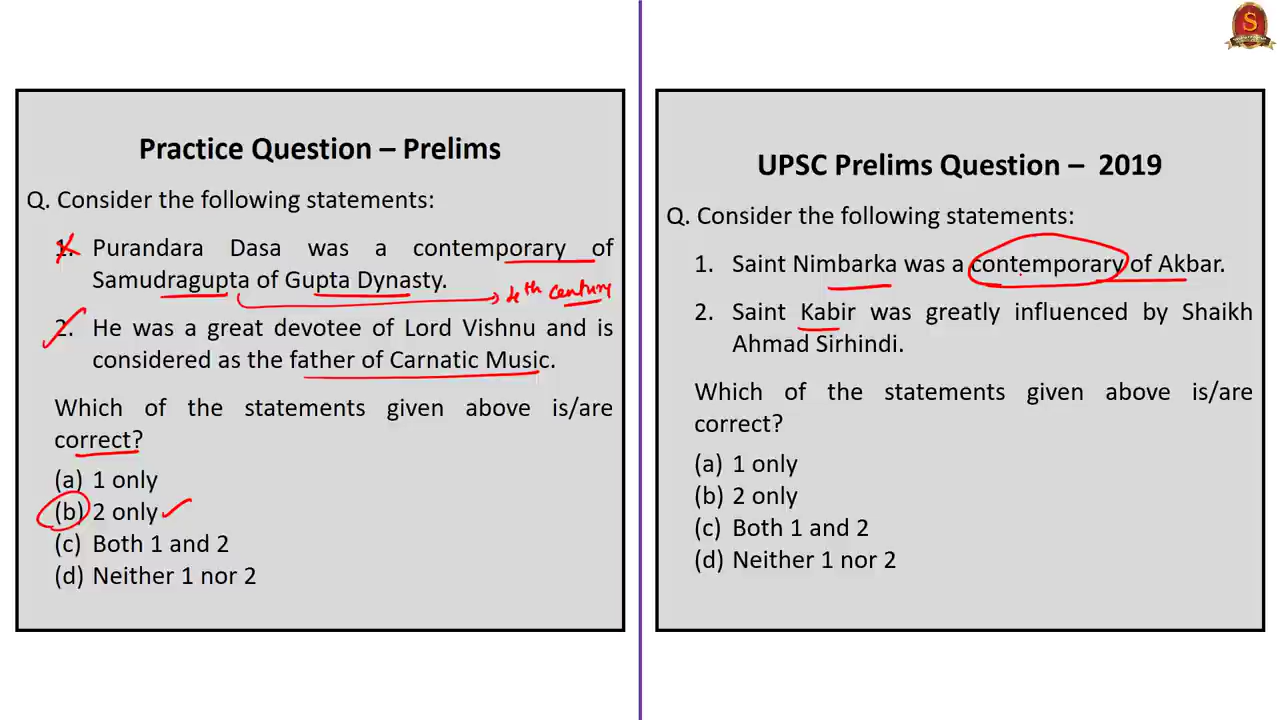 S
Practice Question – Prelims
Q. Consider the following statements:
1. Purandara Dasa was a contemporary of
Samudragupta of Gupta Dynasty.
4th century
2. He was a great devotee of Lord Vishnu and is
considered as the father of Carnatic Music.
Which of the statements given above is/are
correct?
(a) 1 only
(b) 2 only
(c) Both 1 and 2
(d) Neither 1 nor 2
UPSC Prelims Question – 2019
Q. Consider the following statements:
1. Saint Nimbarka was a contemporary of Akbar.
2. Saint Kabir was greatly influenced by Shaikh
Ahmad Sirhindi.
Which of the statements given above is/are
correct?
(a) 1 only
(b) 2 only
(c) Both 1 and 2
(d) Neither 1 nor 2